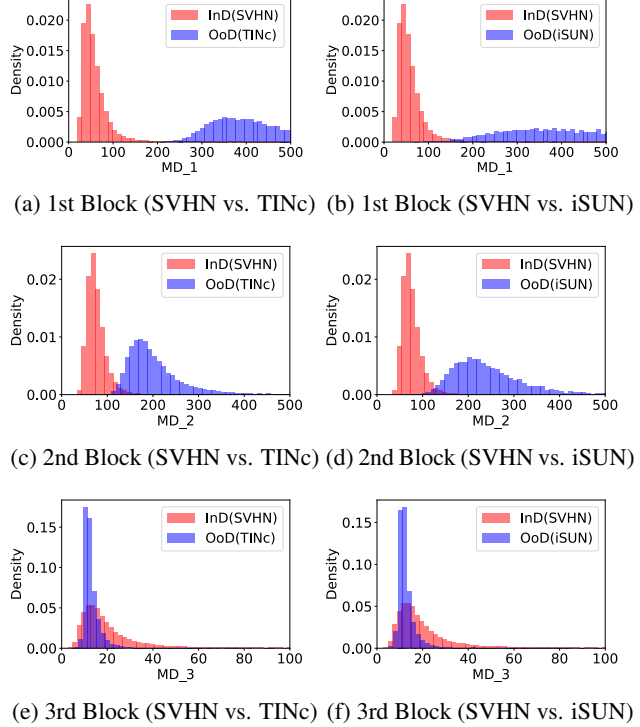 0.020
0.015
0.010
0.005
0.000
Density
InD(SVHN)
OoD(TINc)
0 100 200 300 400 500
MD_1
0.020
0.015
0.010
0.005
0.000
Density
InD(SVHN)
OoD(iSUN)
0 100 200 300 400 500
MD_1
(a) 1st Block (SVHN vs. TINc) (b) 1st Block (SVHN vs. iSUN)
0.02
0.01
0.00
Density
InD(SVHN)
OoD(TINc)
0 100 200 300 400 500
MD_2
0.02
0.01
0.00
Density
InD(SVHN)
OoD(iSUN)
0 100 200 300 400 500
MD_2
(c) 2nd Block (SVHN vs. TINc) (d) 2nd Block (SVHN vs. iSUN)
0.15
0.10
0.05
0.00
Density
InD(SVHN)
OoD(TINc)
0 20 40 60 80 100
MD_3
0.15
0.10
0.05
0.00
Density
InD(SVHN)
OoD(iSUN)
0 20 40 60 80 100
MD_3
(e) 3rd Block (SVHN vs. TINc) (f) 3rd Block (SVHN vs. iSUN)